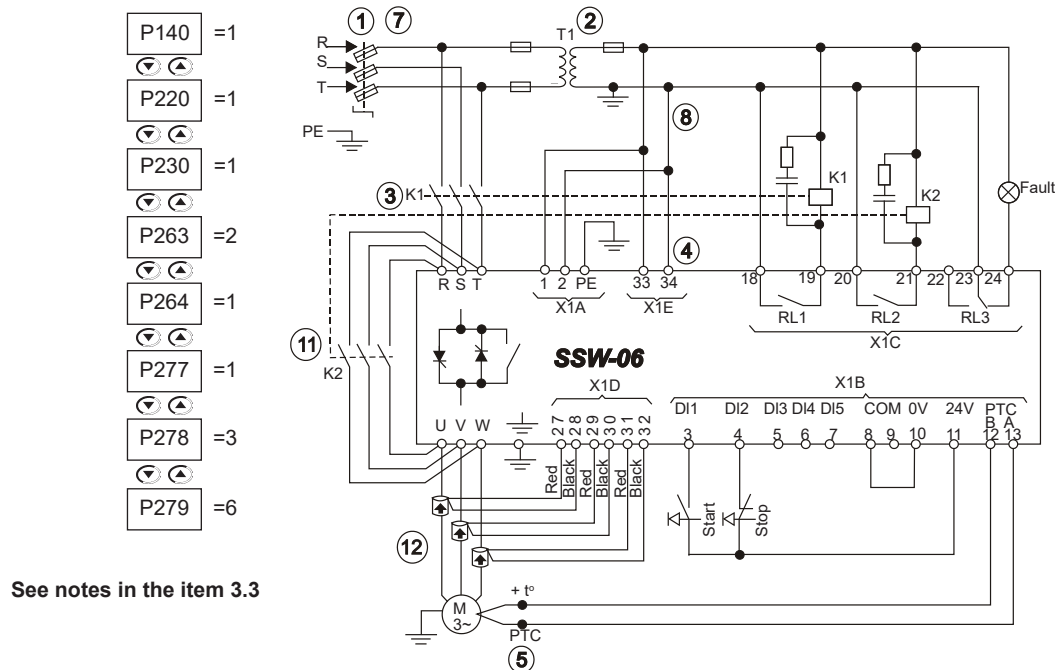 P140 =1
P220 =1
P230 =1
P263 =2
P264 =1
P277 =1
P278 =3
P279 =6
See notes in the item 3.3
1 7 2
T1
R
S
T
PE
8
3 K1
K1
K2
Fault
4
R S T 1 2 PE 33 34 18 19 20 21 22 23 24
X1A X1E RL1 RL2 RL3
X1C
11
K2
SSW-06
X1D X1B
U V W 27 28 29 30 31 32 DI1 DI2 DI3 DI4 DI5 COM 0V 24V PTC
B A
3 4 5 6 7 8 9 10 11 12 13
Red Black Red Black Red Black
Start Stop
12
+ tº
M
3~
PTC
5